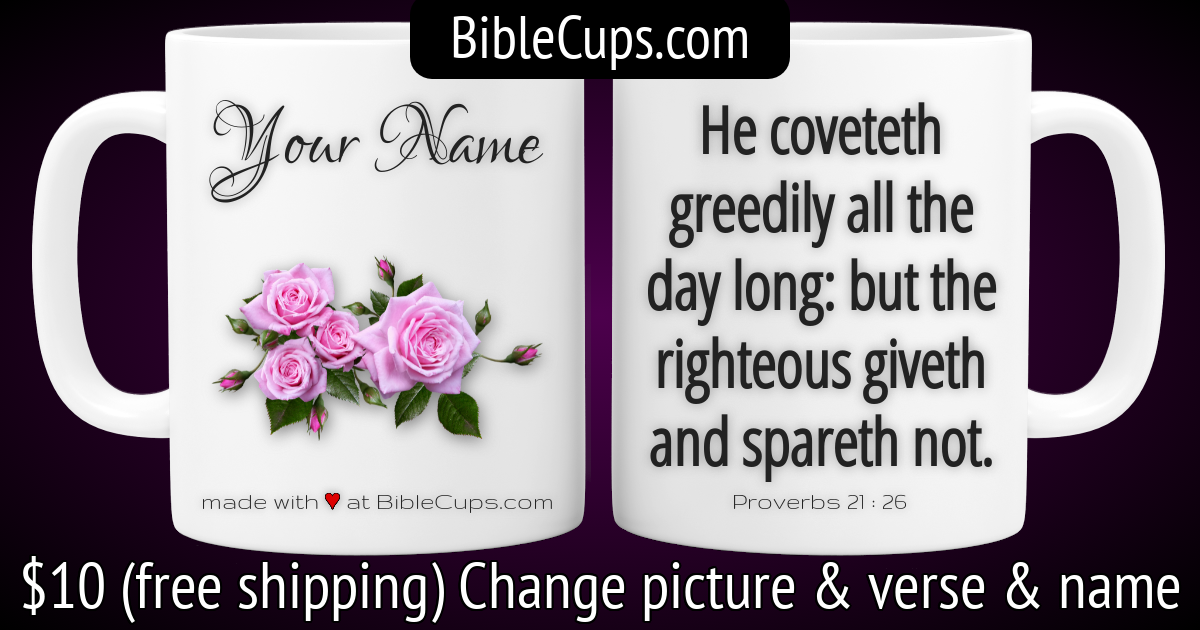 BibleCups.com
Your Name
made with ♥ at BibleCups.com
He coveteth
greedily all the
day long: but the
righteous giveth
and spareth not.
Proverbs 21 : 26
$10 (free shipping) Change picture & verse & name